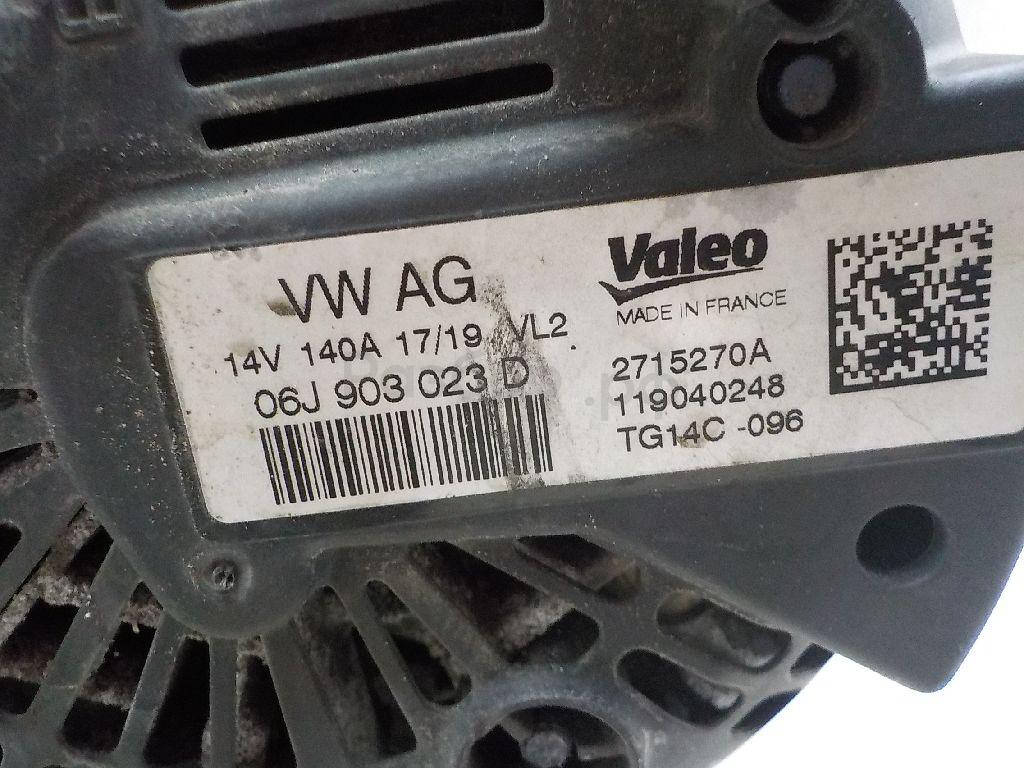 VW AG
14V 140A 17/19 VL2
06J 903 023 D
Valeo
MADE IN FRANCE
2715270A
119040248
TG14C -096